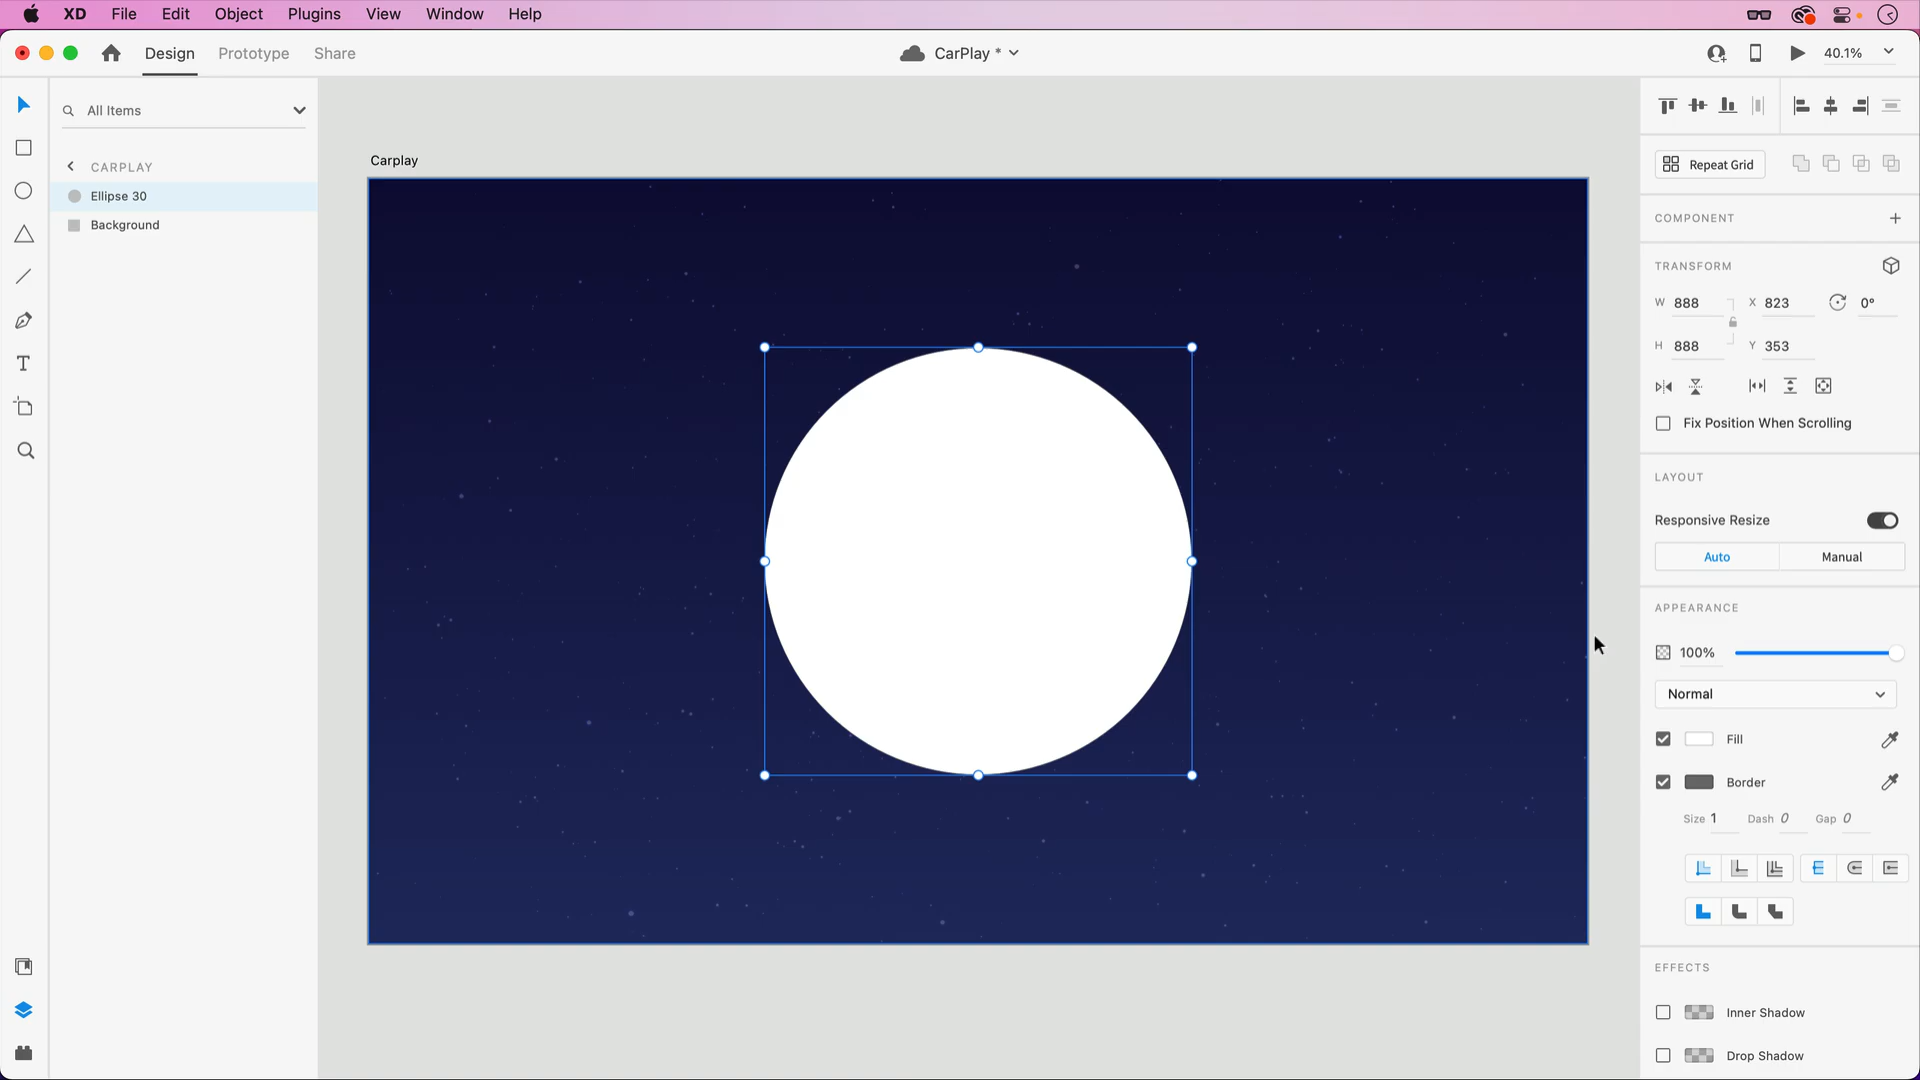 XD File Edit Object Plugins View Window Help
Design Prototype Share
CarPlay *
40.1%
All Items
CARPLAY
Ellipse 30
Background
Carplay
Repeat Grid
COMPONENT
TRANSFORM
W 888 X 823 0°
H 888 Y 353
Fix Position When Scrolling
LAYOUT
Responsive Resize
Auto Manual
APPEARANCE
100%
Normal
Fill
Border
Size 1 Dash 0 Gap 0
EFFECTS
Inner Shadow
Drop Shadow